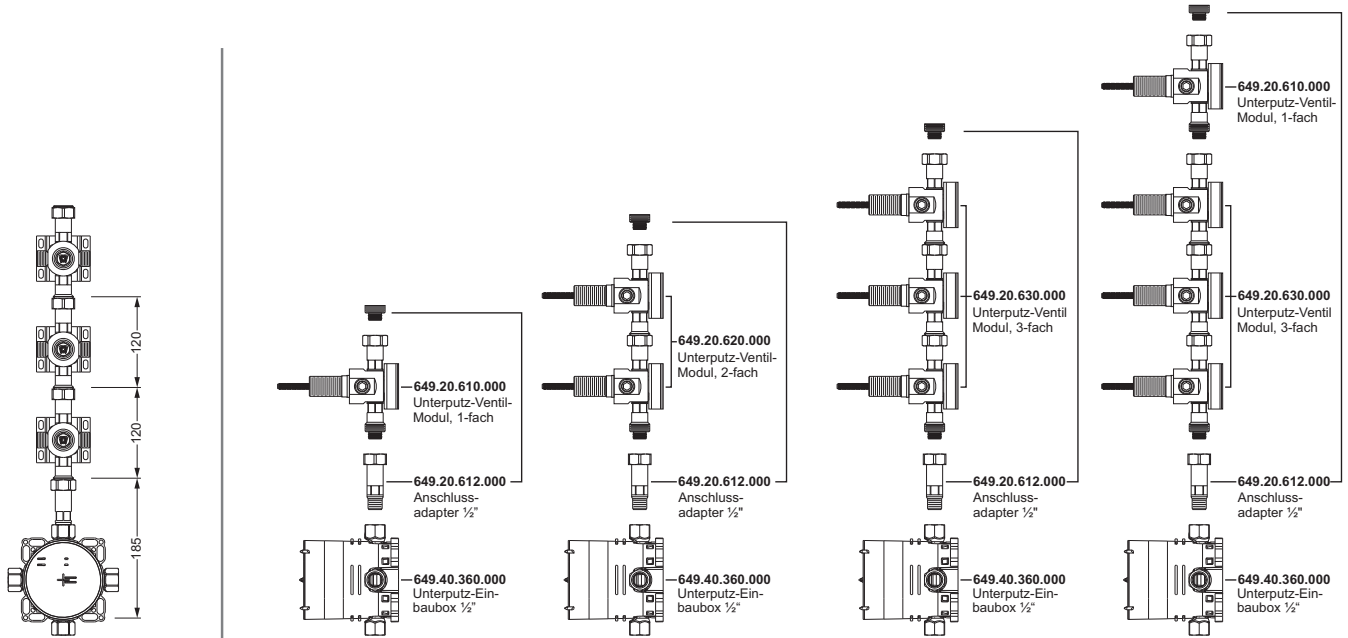 120
120
185
649.20.610.000
Unterputz-Ventil-
Modul, 1-fach
649.20.612.000
Anschluss-
adapter ½”
649.40.360.000
Unterputz-Ein-
baubox ½”
649.20.620.000
Unterputz-Ventil-
Modul, 2-fach
649.20.612.000
Anschluss-
adapter ½"
649.40.360.000
Unterputz-Ein-
baubox ½“
649.20.630.000
Unterputz-Ventil
Modul, 3-fach
649.20.612.000
Anschluss-
adapter ½"
649.40.360.000
Unterputz-Ein-
baubox ½“
649.20.610.000
Unterputz-Ventil-
Modul, 1-fach
649.20.630.000
Unterputz-Ventil
Modul, 3-fach
649.20.612.000
Anschluss-
adapter ½"
649.40.360.000
Unterputz-Ein-
baubox ½“